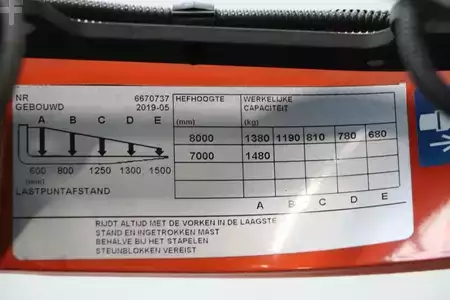 NR 6670737
GEBOUWD 2019-05
A B C D E
600 800 1250 1300 1500
(mm)
LASTPUNTAFSTAND
HEFHOOGTE WERKELIJKE
CAPACITEIT
(mm) (kg)
8000 1380 1190 810 780 680
7000 1480
A B C D E
RIJDT ALTIJD MET DE VORKEN IN DE LAAGSTE
STAND EN INGETROKKEN MAST
BEHALVE BIJ HET STAPELEN
STEUNBLOKKEN VEREIST